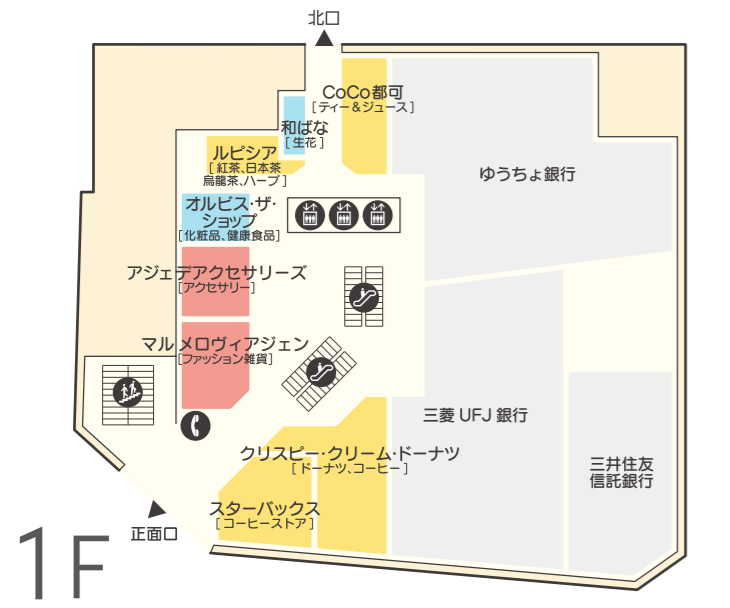 北口
CoCo都可
[ティー&ジュース]
和ばな
[生花]
ルピシア
[紅茶、日本茶
烏龍茶、ハーブ]
ゆうちょ銀行
オルビス・ザ・
ショップ
[化粧品、健康食品]
アジェデアクセサリーズ
[アクセサリー]
マルメロヴィアジェン
[ファッション雑貨]
三菱UFJ銀行
クリスピー・クリーム・ドーナツ
[ドーナツ、コーヒー]
三井住友
信託銀行
スターバックス
[コーヒーストア]
正面口
1F